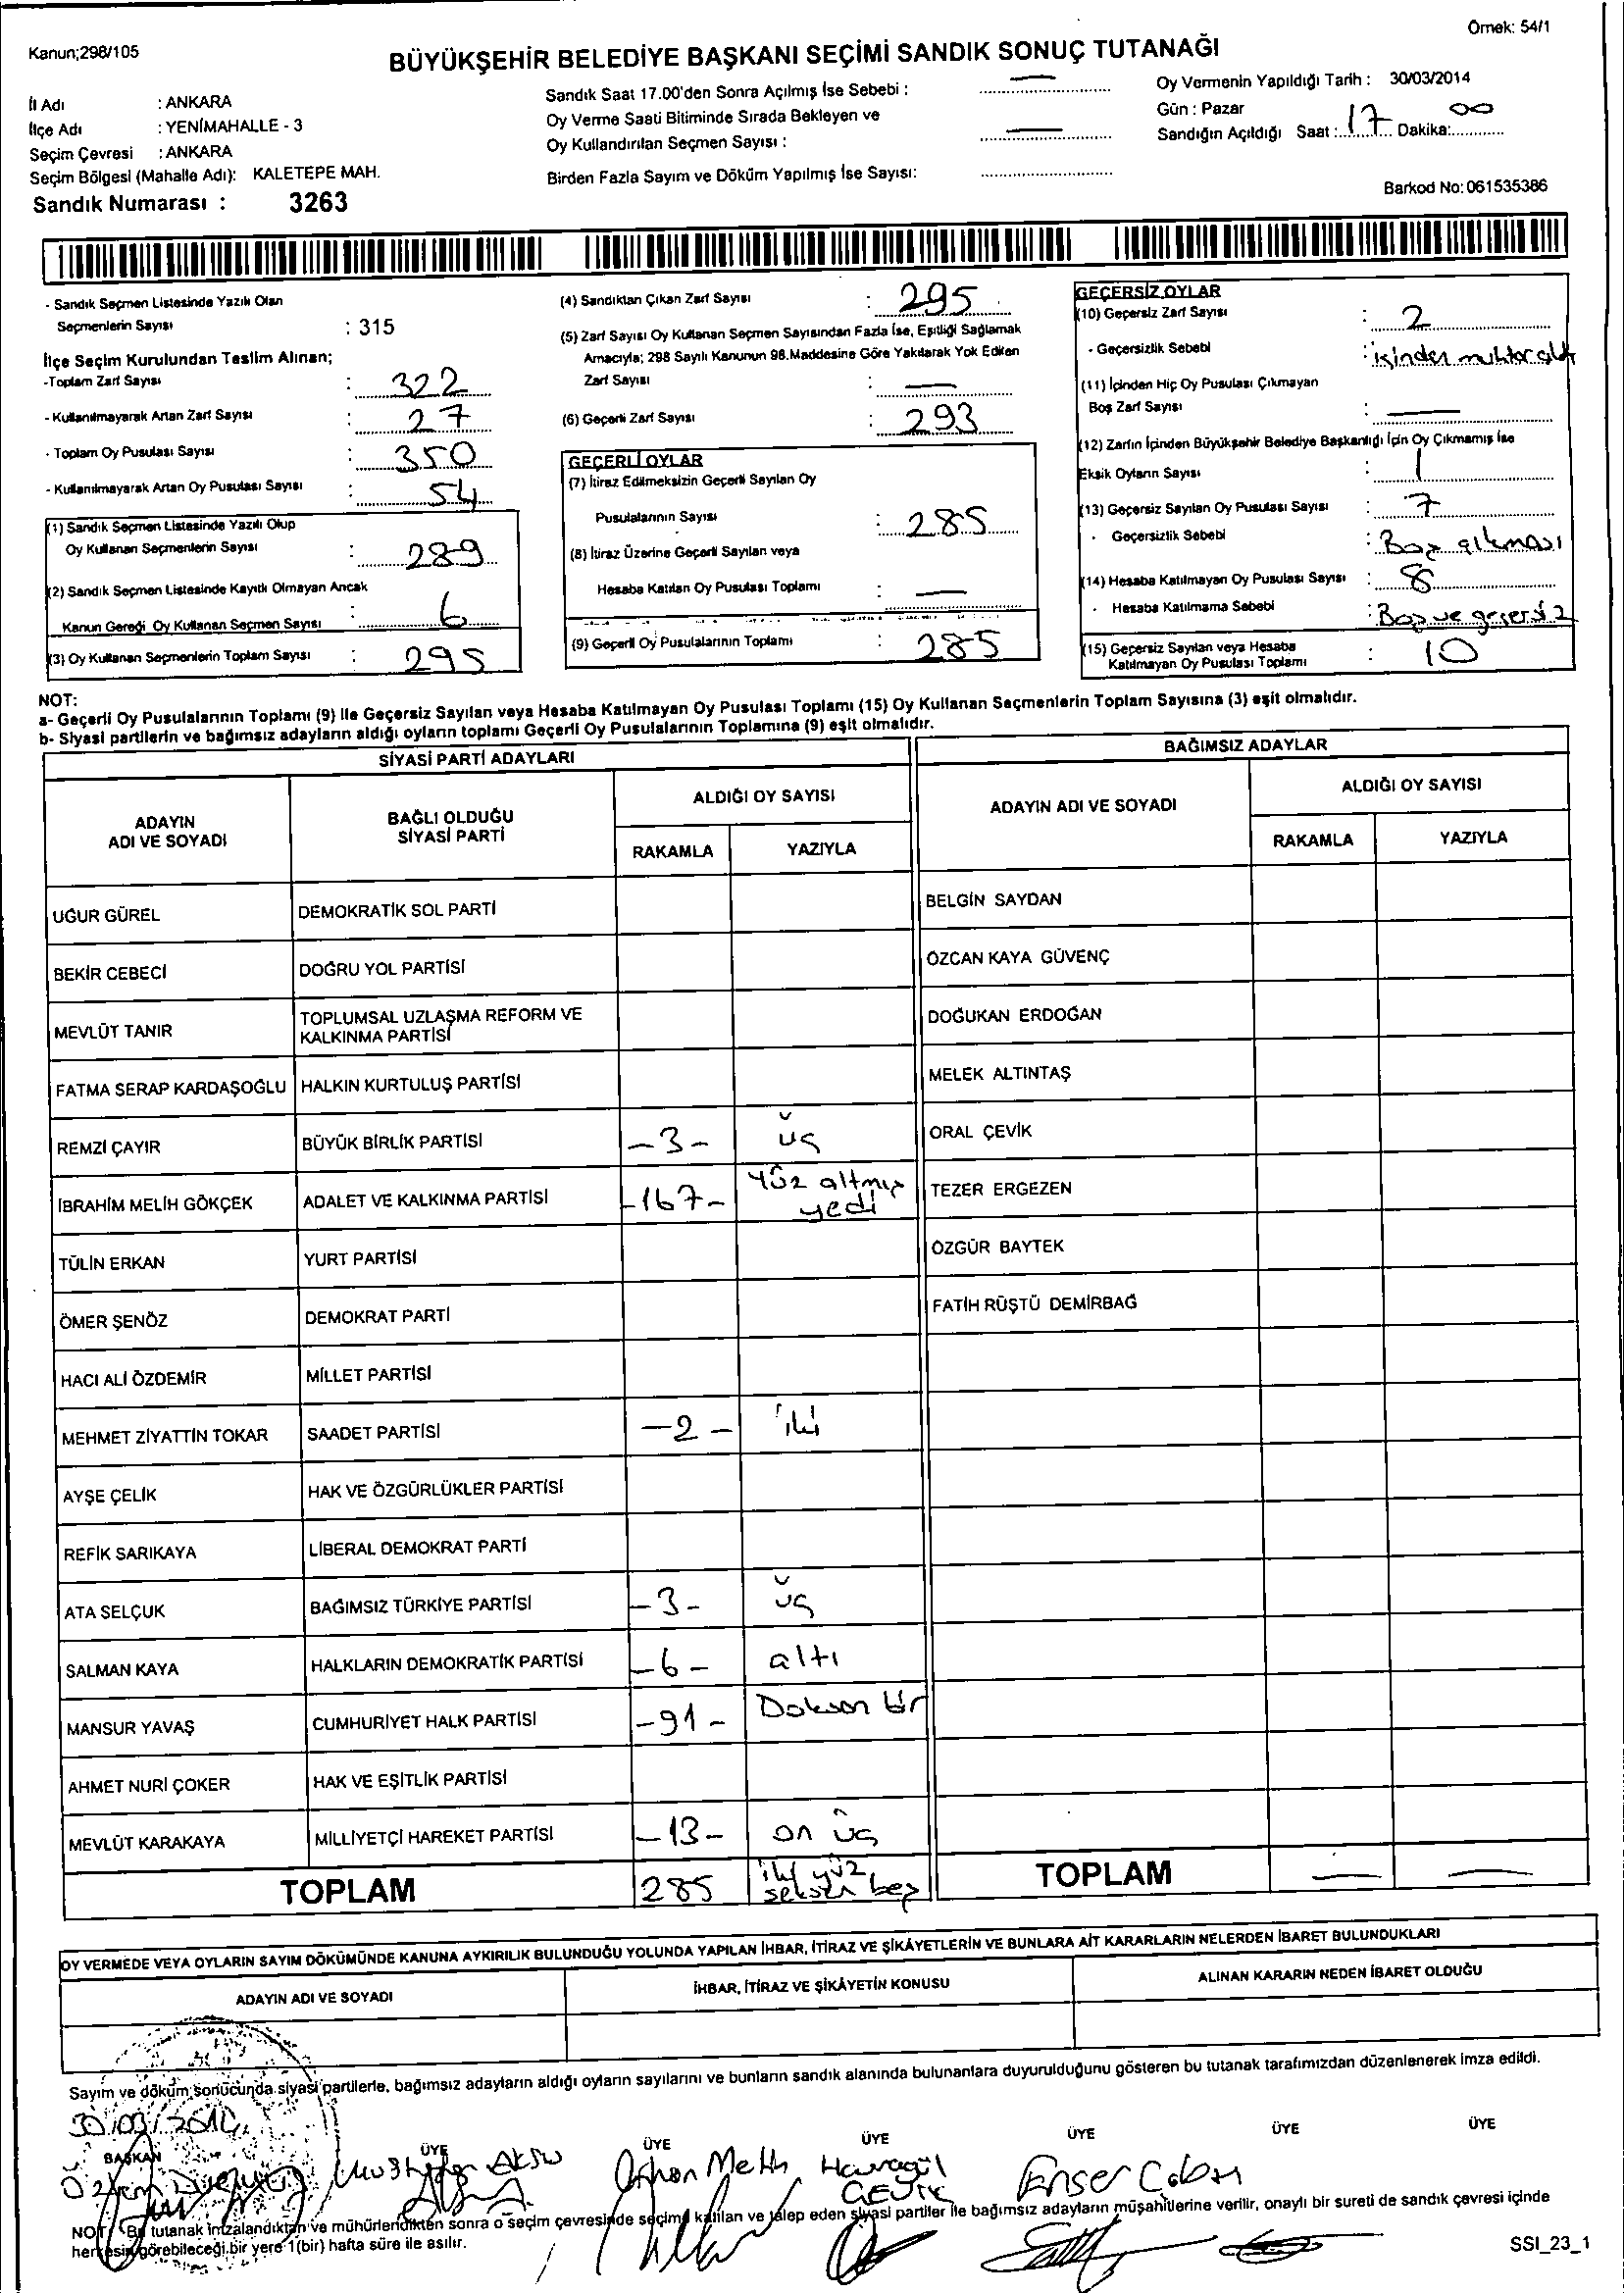 Örnek: 54/1
Kanun;298/105
BÜYÜKŞEHİR BELEDİYE BAŞKANI SEÇİMİ SANDIK SONUÇ TUTANAĞI
İl Adı : ANKARA
İlçe Adı : YENİMAHALLE - 3
Seçim Çevresi : ANKARA
Seçim Bölgesi (Mahalle Adı): KALETEPE MAH.
Sandık Numarası : 3263
Sandık Saat 17.00'den Sonra Açılmış İse Sebebi : —
Oy Verme Saati Bitiminde Sırada Bekleyen ve
Oy Kullandırılan Seçmen Sayısı : —
Birden Fazla Sayım ve Döküm Yapılmış İse Sayısı:
Oy Vermenin Yapıldığı Tarih : 30/03/2014
Gün : Pazar
Sandığın Açıldığı Saat : 17 Dakika: 00
Barkod No: 061535386
- Sandık Seçmen Listesinde Yazılı Olan
Seçmenlerin Sayısı : 315
İlçe Seçim Kurulundan Teslim Alınan;
-Toplam Zarf Sayısı : 322
- Kullanılmayarak Artan Zarf Sayısı : 27
- Toplam Oy Pusulası Sayısı : 350
- Kullanılmayarak Artan Oy Pusulası Sayısı : 54
(1) Sandık Seçmen Listesinde Yazılı Olup
Oy Kullanan Seçmenlerin Sayısı : 289
(2) Sandık Seçmen Listesinde Kayıtlı Olmayan Ancak
Kanun Gereği Oy Kullanan Seçmen Sayısı : 6
(3) Oy Kullanan Seçmenlerin Toplam Sayısı : 295
(4) Sandıktan Çıkan Zarf Sayısı : 295
(5) Zarf Sayısı Oy Kullanan Seçmen Sayısından Fazla İse, Eşitliği Sağlamak
Amacıyla; 298 Sayılı Kanunun 98.Maddesine Göre Yakılarak Yok Edilen
Zarf Sayısı : —
(6) Geçerli Zarf Sayısı : 293
GEÇERLİ OYLAR
(7) İtiraz Edilmeksizin Geçerli Sayılan Oy
Pusulalarının Sayısı : 285
(8) İtiraz Üzerine Geçerli Sayılan veya
Hesaba Katılan Oy Pusulası Toplamı : —
(9) Geçerli Oy Pusulalarının Toplamı : 285
GEÇERSİZ OYLAR
(10) Geçersiz Zarf Sayısı : 2
- Geçersizlik Sebebi : içinden muhtar çıktı
(11) İçinden Hiç Oy Pusulası Çıkmayan
Boş Zarf Sayısı : —
(12) Zarfın İçinden Büyükşehir Belediye Başkanlığı İçin Oy Çıkmamış İse
Eksik Oyların Sayısı : 1
(13) Geçersiz Sayılan Oy Pusulası Sayısı : 7
- Geçersizlik Sebebi : Boş çıkması
(14) Hesaba Katılmayan Oy Pusulası Sayısı : 8
- Hesaba Katılmama Sebebi : Boş ve geçersiz
(15) Geçersiz Sayılan veya Hesaba
Katılmayan Oy Pusulası Toplamı : 10
NOT:
a- Geçerli Oy Pusulalarının Toplamı (9) ile Geçersiz Sayılan veya Hesaba Katılmayan Oy Pusulası Toplamı (15) Oy Kullanan Seçmenlerin Toplam Sayısına (3) eşit olmalıdır.
b- Siyasi partilerin ve bağımsız adayların aldığı oyların toplamı Geçerli Oy Pusulalarının Toplamına (9) eşit olmalıdır.
SİYASİ PARTİ ADAYLARI
ADAYIN ADI VE SOYADI
BAĞLI OLDUĞU SİYASİ PARTİ
ALDIĞI OY SAYISI
RAKAMLA YAZIYLA
UĞUR GÜREL DEMOKRATİK SOL PARTİ
BEKİR CEBECİ DOĞRU YOL PARTİSİ
MEVLÜT TANIR TOPLUMSAL UZLAŞMA REFORM VE KALKINMA PARTİSİ
FATMA SERAP KARDAŞOĞLU HALKIN KURTULUŞ PARTİSİ
REMZİ ÇAYIR BÜYÜK BİRLİK PARTİSİ -3- üç
İBRAHİM MELİH GÖKÇEK ADALET VE KALKINMA PARTİSİ -167- yüz altmış yedi
TÜLİN ERKAN YURT PARTİSİ
ÖMER ŞENÖZ DEMOKRAT PARTİ
HACI ALİ ÖZDEMİR MİLLET PARTİSİ
MEHMET ZİYATTİN TOKAR SAADET PARTİSİ -2- iki
AYŞE ÇELİK HAK VE ÖZGÜRLÜKLER PARTİSİ
REFİK SARIKAYA LİBERAL DEMOKRAT PARTİ
ATA SELÇUK BAĞIMSIZ TÜRKİYE PARTİSİ -3- üç
SALMAN KAYA HALKLARIN DEMOKRATİK PARTİSİ -6- altı
MANSUR YAVAŞ CUMHURİYET HALK PARTİSİ -91- Doksan bir
AHMET NURİ ÇOKER HAK VE EŞİTLİK PARTİSİ
MEVLÜT KARAKAYA MİLLİYETÇİ HAREKET PARTİSİ -13- on üç
TOPLAM 285 iki yüz seksen beş
BAĞIMSIZ ADAYLAR
ADAYIN ADI VE SOYADI
ALDIĞI OY SAYISI
RAKAMLA YAZIYLA
BELGİN SAYDAN
ÖZCAN KAYA GÜVENÇ
DOĞUKAN ERDOĞAN
MELEK ALTINTAŞ
ORAL ÇEVİK
TEZER ERGEZEN
ÖZGÜR BAYTEK
FATİH RÜŞTÜ DEMİRBAĞ
TOPLAM — —
OY VERMEDE VEYA OYLARIN SAYIM DÖKÜMÜNDE KANUNA AYKIRILIK BULUNDUĞU YOLUNDA YAPILAN İHBAR, İTİRAZ VE ŞİKÂYETLERİN VE BUNLARA AİT KARARLARIN NELERDEN İBARET BULUNDUKLARI
ADAYIN ADI VE SOYADI İHBAR, İTİRAZ VE ŞİKÂYETİN KONUSU ALINAN KARARIN NEDEN İBARET OLDUĞU
Sayım ve döküm sonucunda siyasi partilerle, bağımsız adayların aldığı oyların sayılarını ve bunların sandık alanında bulunanlara duyurulduğunu gösteren bu tutanak tarafımızdan düzenlenerek imza edildi.
30/03/2014
BAŞKAN ÜYE ÜYE ÜYE ÜYE ÜYE ÜYE
Mustafa Aksu Orhan Metin Havagül ÇEVİK Enser Çoban
NOT: Bu tutanak imzalandıktan ve mühürlendikten sonra o seçim çevresinde seçime katılan ve talep eden siyasi partiler ile bağımsız adayların müşahitlerine verilir, onaylı bir sureti de sandık çevresi içinde
herkesin görebileceği bir yere 1(bir) hafta süre ile asılır.
SSI_23_1